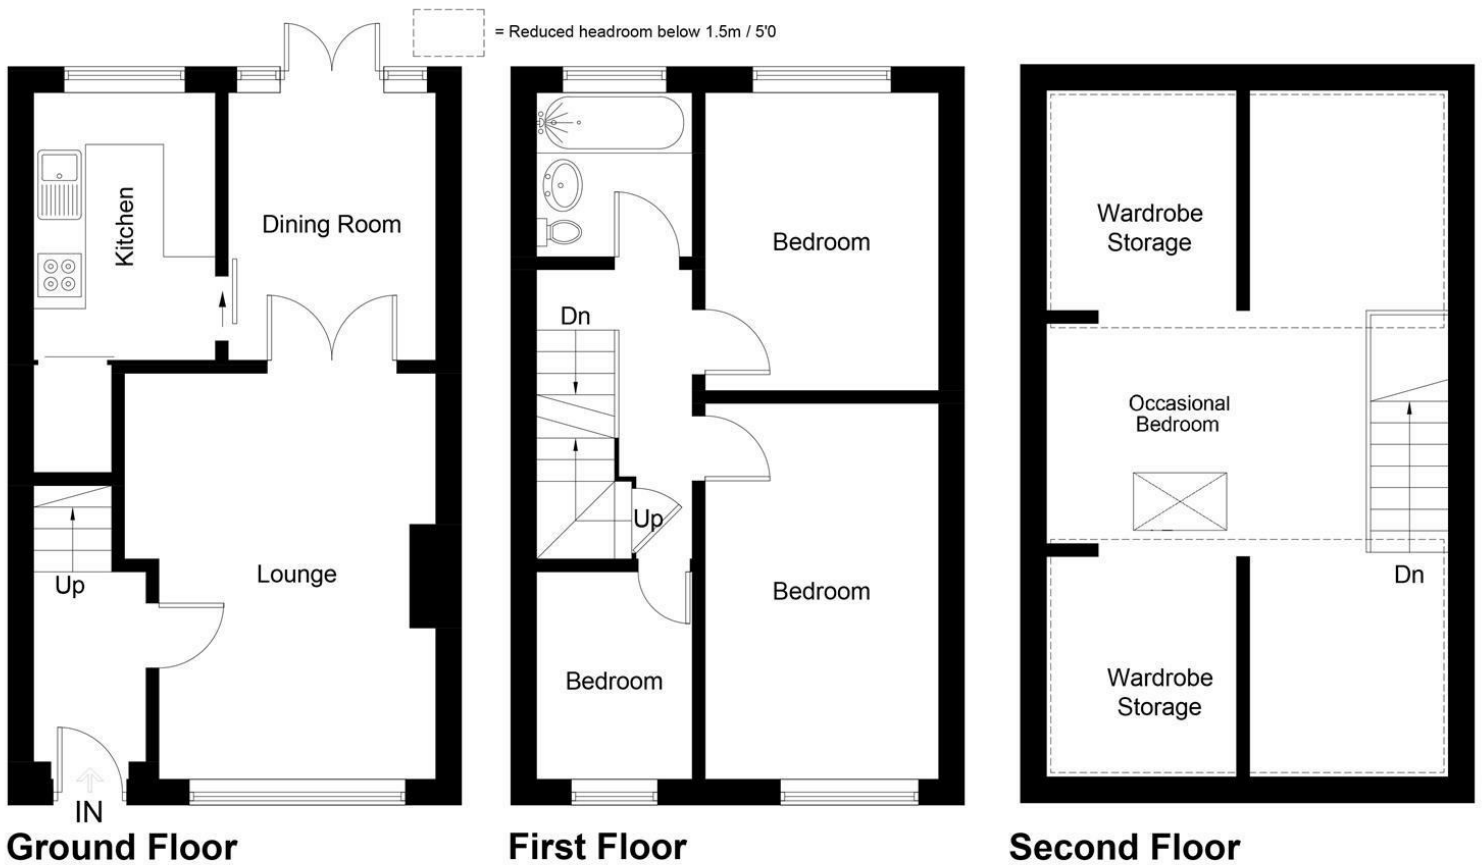 = Reduced headroom below 1.5m / 5'0
Kitchen
Dining Room
Lounge
Up
IN
Ground Floor
Bedroom
Dn
Up
Bedroom
Bedroom
First Floor
Wardrobe
Storage
Occasional
Bedroom
Dn
Wardrobe
Storage
Second Floor